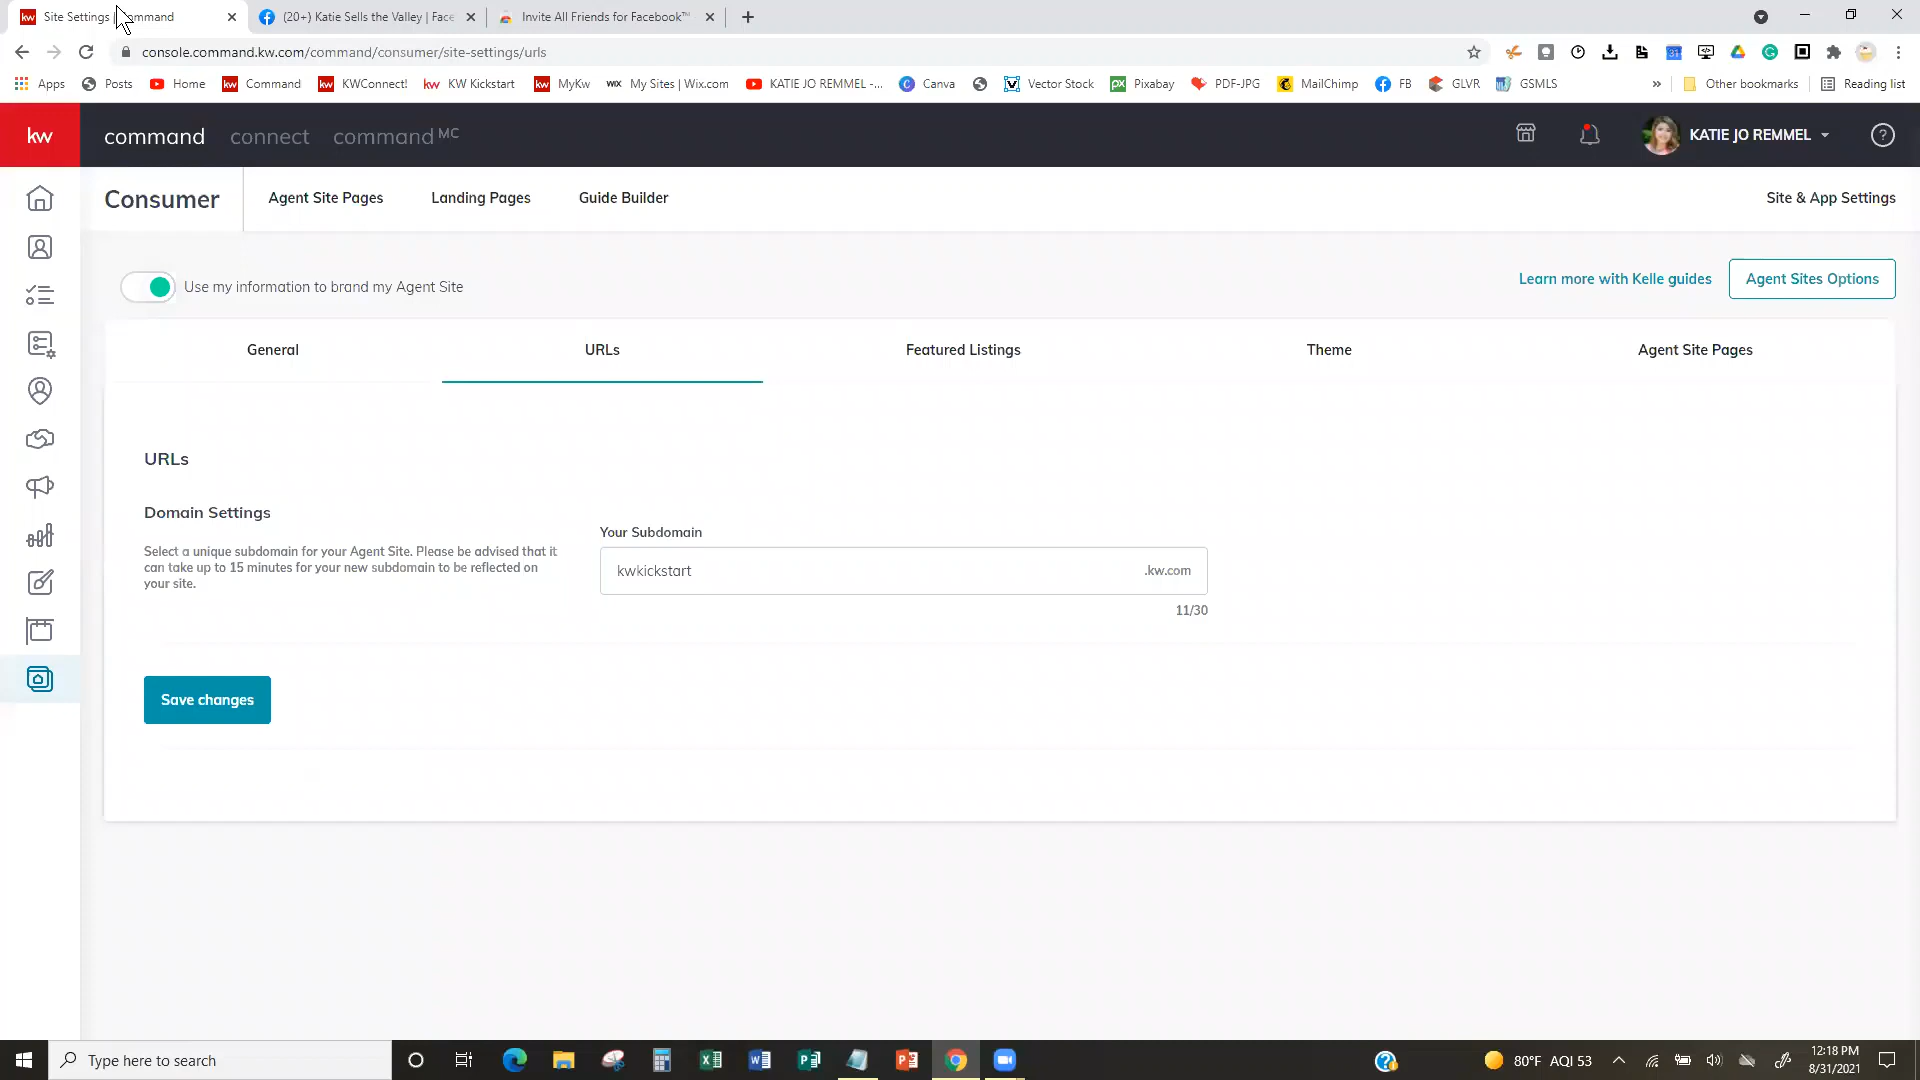 Site Settings | Command
(20+) Katie Sells the Valley | Face
Invite All Friends for Facebook™
console.command.kw.com/command/consumer/site-settings/urls
Apps
Posts
Home
kw Command
kw KWConnect!
kw KW Kickstart
kw MyKw
WIX My Sites | Wix.com
KATIE JO REMMEL -...
Canva
Vector Stock
px Pixabay
PDF-JPG
MailChimp
FB
GLVR
GSMLS
»
Other bookmarks
Reading list
kw
command
connect
command MC
KATIE JO REMMEL
Consumer
Agent Site Pages
Landing Pages
Guide Builder
Site & App Settings
Use my information to brand my Agent Site
Learn more with Kelle guides
Agent Sites Options
General
URLs
Featured Listings
Theme
Agent Site Pages
URLs
Domain Settings
Select a unique subdomain for your Agent Site. Please be advised that it
can take up to 15 minutes for your new subdomain to be reflected on
your site.
Your Subdomain
kwkickstart
.kw.com
11/30
Save changes
Type here to search
80°F AQI 53
12:18 PM
8/31/2021